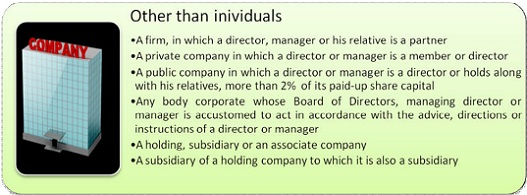 Other than inividuals
COMPANY
•A firm, in which a director, manager or his relative is a partner
•A private company in which a director or manager is a member or director
•A public company in which a director or manager is a director or holds along
with his relatives, more than 2% of its paid-up share capital
•Any body corporate whose Board of Directors, managing director or
manager is accustomed to act in accordance with the advice, directions or
instructions of a director or manager
•A holding, subsidiary or an associate company
•A subsidiary of a holding company to which it is also a subsidiary